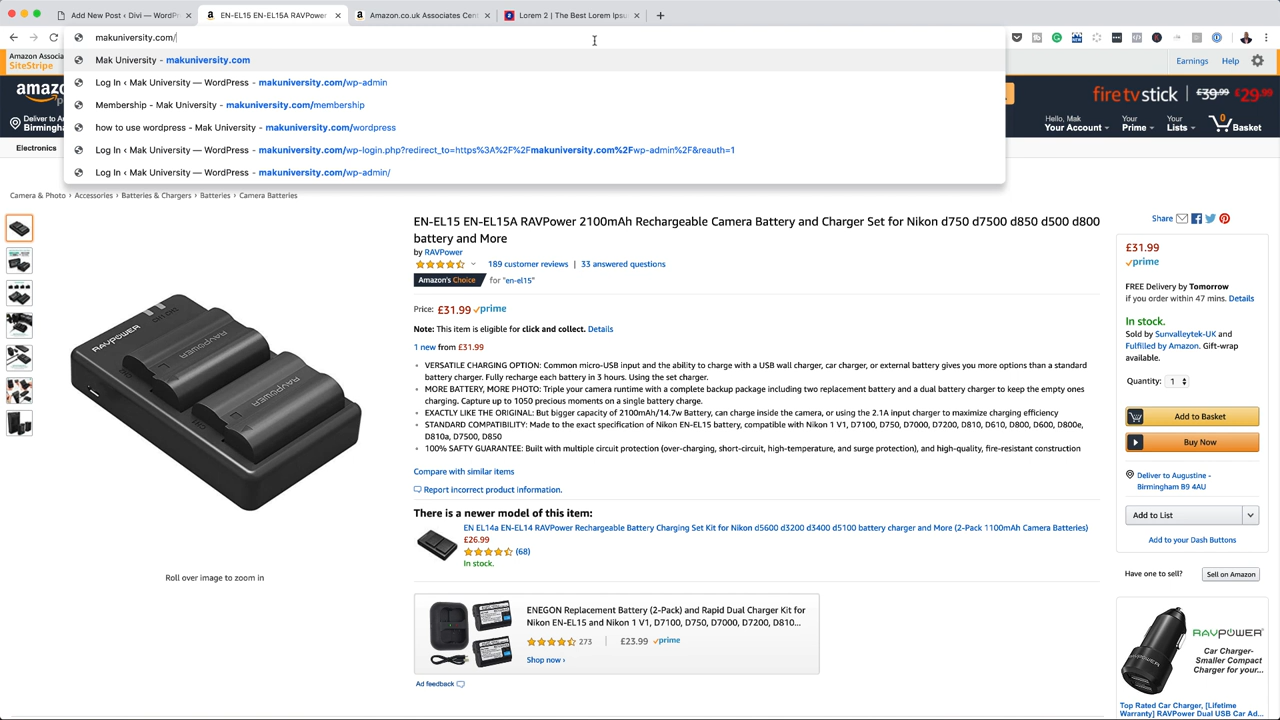 Add New Post ‹ Divi — WordPr
EN-EL15 EN-EL15A RAVPower
Amazon.co.uk Associates Cen
Lorem 2 | The Best Lorem Ipsu
makuniversity.com/
Mak University - makuniversity.com
Log In ‹ Mak University — WordPress - makuniversity.com/wp-admin
Membership - Mak University - makuniversity.com/membership
how to use wordpress - Mak University - makuniversity.com/wordpress
Log In ‹ Mak University — WordPress - makuniversity.com/wp-login.php?redirect_to=https%3A%2F%2Fmakuniversity.com%2Fwp-admin%2F&reauth=1
Log In ‹ Mak University — WordPress - makuniversity.com/wp-admin/
Amazon Associ
SiteStripe
Earnings
Help
amaz
Deliver to Au
Birmingham
fire tv stick
£39.99 £29.99
Hello, Mak
Your Account
Your
Prime
Your
Lists
0
Basket
Electronics
Camera & Photo › Accessories › Batteries & Chargers › Batteries › Camera Batteries
EN-EL15 EN-EL15A RAVPower 2100mAh Rechargeable Camera Battery and Charger Set for Nikon d750 d7500 d850 d500 d800
battery and More
by RAVPower
189 customer reviews | 33 answered questions
Amazon's Choice for "en-el15"
Price: £31.99 prime
Note: This item is eligible for click and collect. Details
1 new from £31.99
• VERSATILE CHARGING OPTION: Common micro-USB input and the ability to charge with a USB wall charger, car charger, or external battery gives you more options than a standard
battery charger. Fully recharge each battery in 3 hours. Using the set charger.
• MORE BATTERY, MORE PHOTO: Triple your camera runtime with a complete backup package including two replacement battery and a dual battery charger to keep the empty ones
charging. Capture up to 1050 precious moments on a single battery charge.
• EXACTLY LIKE THE ORIGINAL: But bigger capacity of 2100mAh/14.7w Battery, can charge inside the camera, or using the 2.1A input charger to maximize charging efficiency
• STANDARD COMPATIBILITY: Made to the exact specification of Nikon EN-EL15 battery, compatible with Nikon 1 V1, D7100, D750, D7000, D7200, D810, D610, D800, D600, D800e,
D810a, D7500, D850
• 100% SAFTY GUARANTEE: Built with multiple circuit protection (over-charging, short-circuit, high-temperature, and surge protection), and high-quality, fire-resistant construction
Compare with similar items
Report incorrect product information.
There is a newer model of this item:
EN EL14a EN-EL14 RAVPower Rechargeable Battery Charging Set Kit for Nikon d5600 d3200 d3400 d5100 battery charger and More (2-Pack 1100mAh Camera Batteries)
£26.99
(68)
In stock.
RAVPOWER
RAVPOWER
RAVPOWER
Roll over image to zoom in
ENEGON Replacement Battery (2-Pack) and Rapid Dual Charger Kit for
Nikon EN-EL15 and Nikon 1 V1, D7100, D750, D7000, D7200, D810...
273 | £23.99 prime
Shop now ›
Ad feedback
Share
£31.99
prime
FREE Delivery by Tomorrow
if you order within 47 mins. Details
In stock.
Sold by Sunvalleytek-UK and
Fulfilled by Amazon. Gift-wrap
available.
Quantity: 1
Add to Basket
Buy Now
Deliver to Augustine -
Birmingham B9 4AU
Add to List
Add to your Dash Buttons
Have one to sell?
Sell on Amazon
RAVPOWER
Car Charger-
Smaller Compact
Charger for your...
Top Rated Car Charger, [Lifetime
Warranty] RAVPower Dual USB Car Ad...